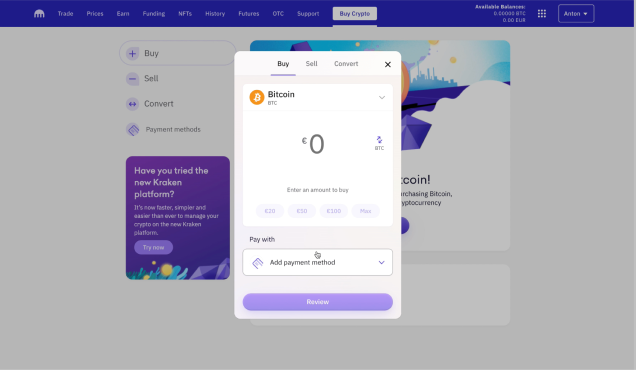 Trade Prices Earn Funding NFTs History Futures OTC Support Buy Crypto
Available Balances:
0.00000 BTC
0.00 EUR
Anton
Buy
Sell
Convert
Payment methods
Have you tried the
new Kraken
platform?
It's now faster, simpler and
easier than ever to manage your
crypto on the new Kraken
platform.
Try now
Buy Sell Convert
Bitcoin
BTC
€0
BTC
Enter an amount to buy
€20 €50 €100 Max
Pay with
Add payment method
Review
tcoin!
rchasing Bitcoin,
yptocurrency